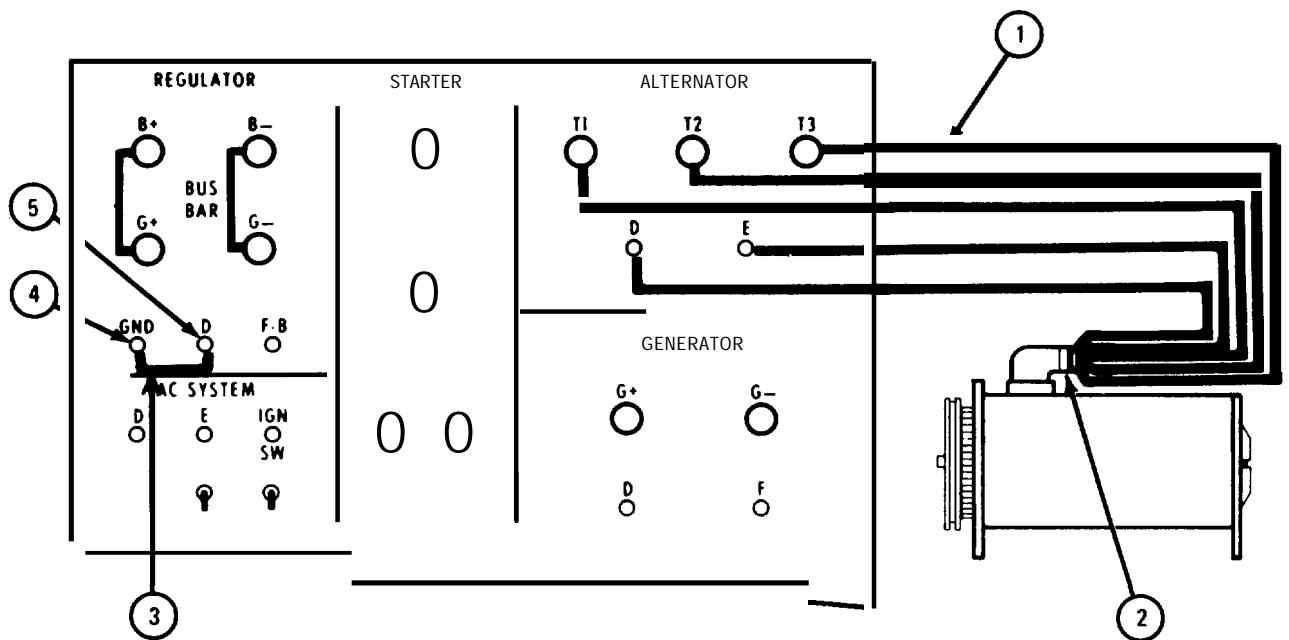 1
REGULATOR
STARTER
ALTERNATOR
B+
B–
O
T1
T2
T3
BUS
BAR
5
G+
G–
D
E
4
O
GND
D
F-B
GENERATOR
AC SYSTEM
D
E
IGN
SW
O O
G+
G–
D
F
3
2